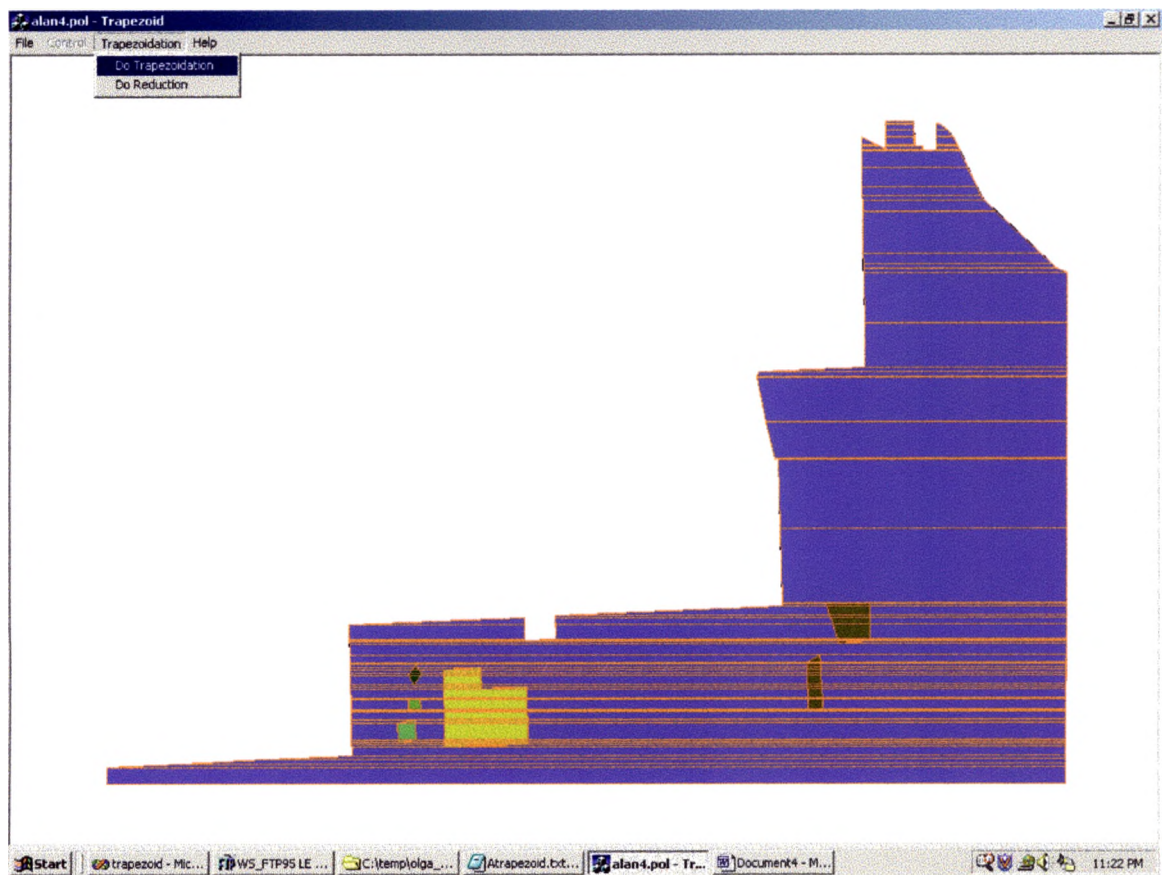 alan4.pol - Trapezoid
File Control Trapezoidation Help
Do Trapezoidation
Do Reduction
Start trapezoid - Mic... WS_FTP95 LE ... C:\temp\olga_... Atrapezoid.txt... alan4.pol - Tr... Document4 - M... 11:22 PM